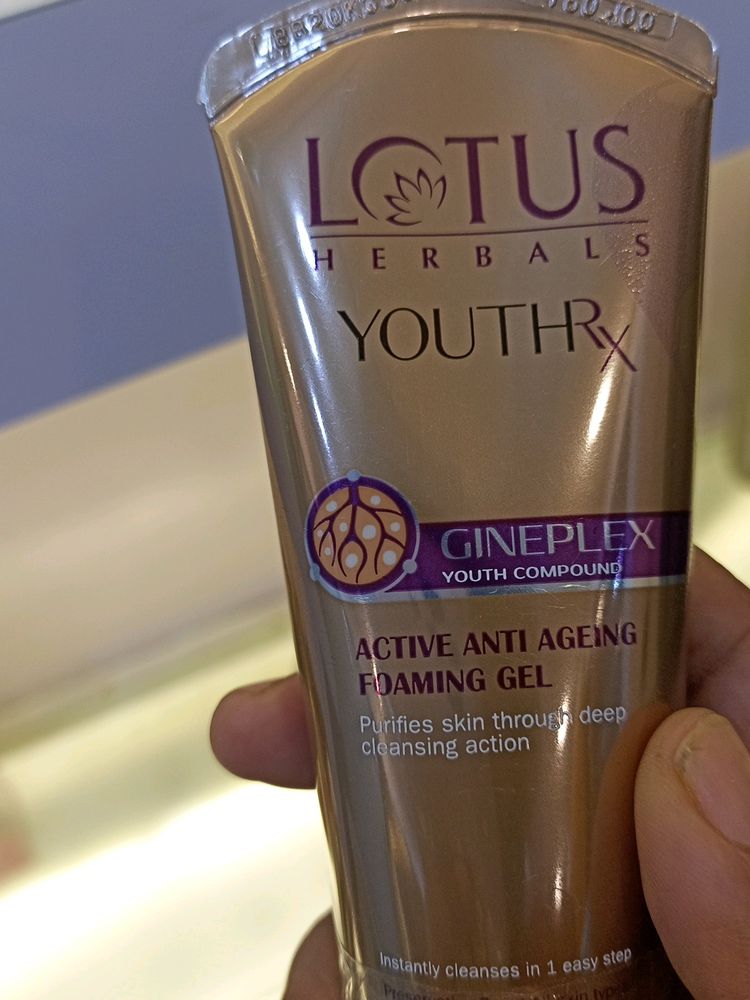 LOTUS
HERBALS
YOUTHRx
GINEPLEX
YOUTH COMPOUND
ACTIVE ANTI AGEING
FOAMING GEL
Purifies skin through deep
cleansing action
Instantly cleanses in 1 easy step